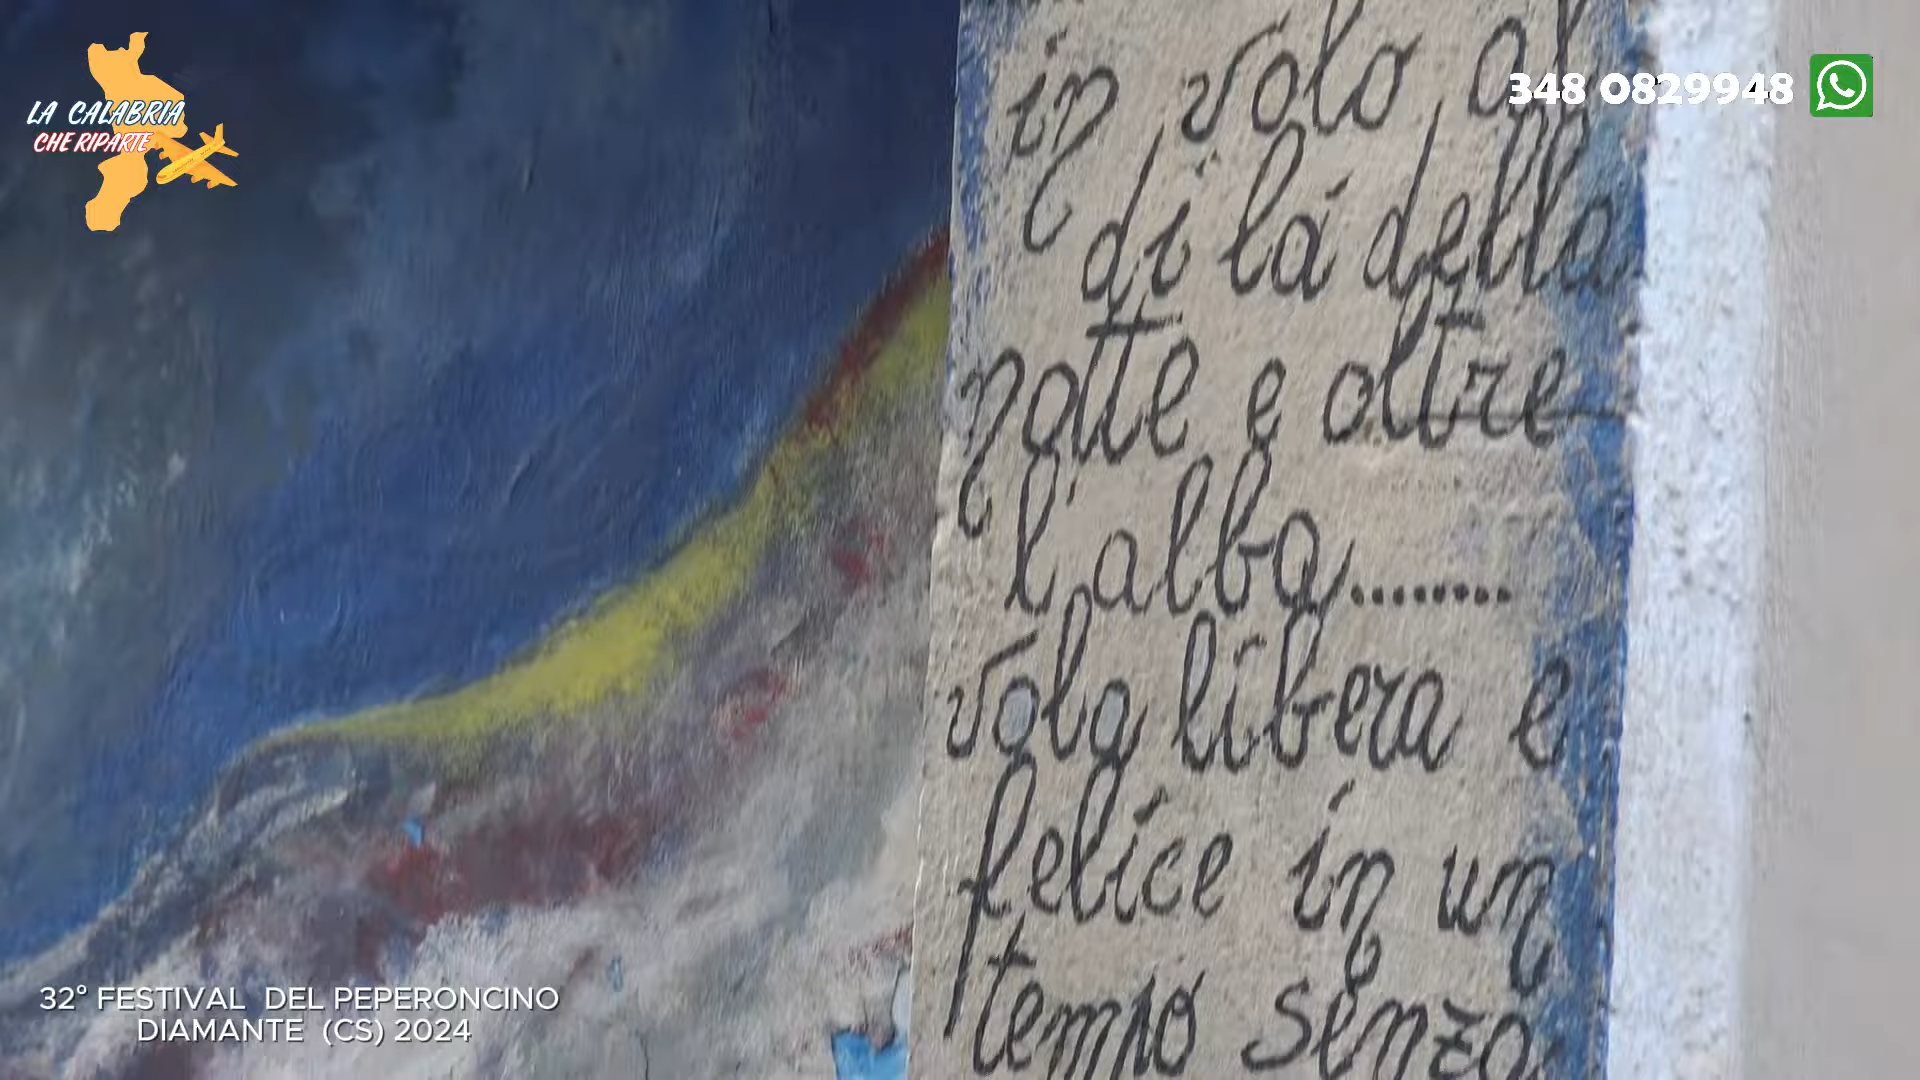 LA CALABRIA
CHE RIPARTE
348 0829948
in volo al
di lá della
notte e oltre
l'alba........
vola libera e
felice in un
tempo senza
32° FESTIVAL DEL PEPERONCINO
DIAMANTE (CS) 2024